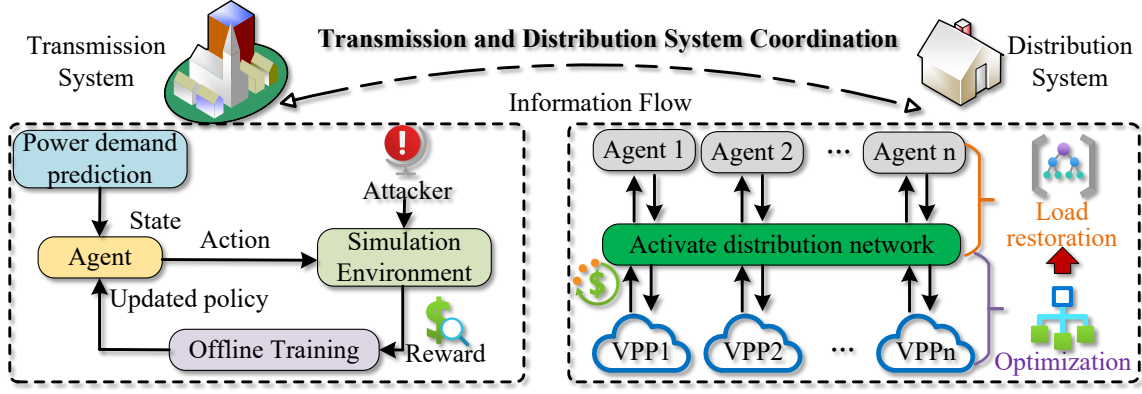 Transmission
System
Transmission and Distribution System Coordination
Distribution
System
Information Flow
Power demand
prediction
Attacker
State
Agent
Action
Simulation
Environment
Updated policy
Offline Training
$
Reward
Agent 1
Agent 2
...
Agent n
Load
restoration
Activate distribution network
$
VPP1
VPP2
...
VPPn
Optimization